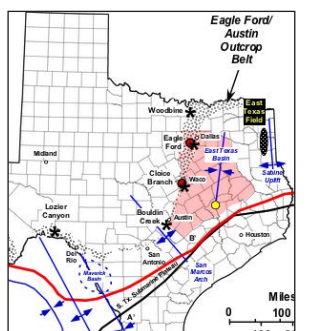 Eagle Ford/
Austin
Outcrop
Belt
Woodbine
East
Texas
Field
Eagle
Ford
Dallas
East Texas
Basin
Midland
Cloice
Branch
Waco
Sabine
Uplift
Lozier
Canyon
Bouldin
Creek
Austin
A
B'
Del
Rio
Houston
San
Antonio
Maverick
Basin
San
Marcos
Arch
S. Tx. Submarine Plateau
Miles
0 100
A'